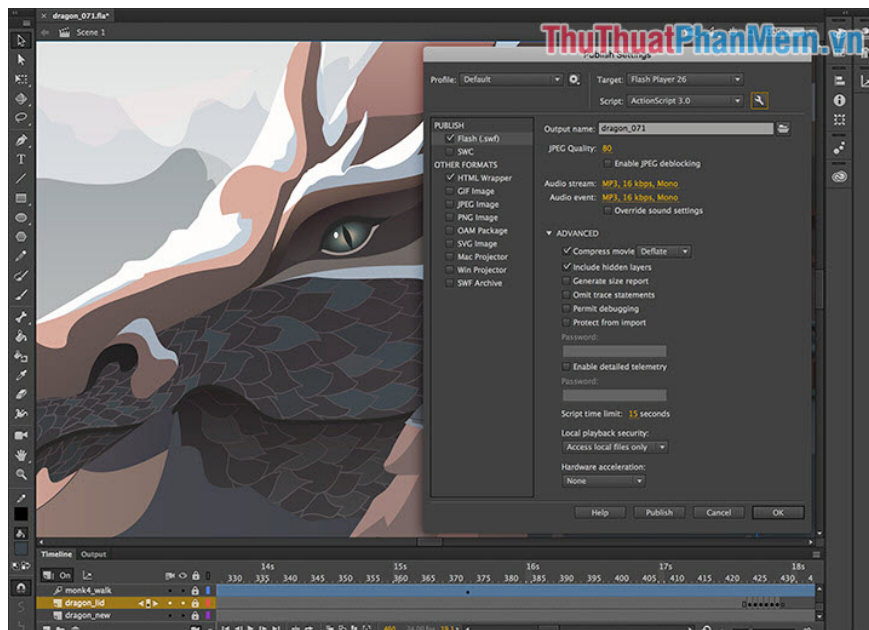 dragon_071.fla*
ThuThuatPhanMem.vn
Scene 1
Publish Settings
Profile: Default
Target: Flash Player 26
Script: ActionScript 3.0
PUBLISH
Flash (.swf)
SWC
OTHER FORMATS
HTML Wrapper
GIF Image
JPEG Image
PNG Image
OAM Package
SVG Image
Mac Projector
Win Projector
SWF Archive
Output name: dragon_071
JPEG Quality: 80
Enable JPEG deblocking
Audio stream: MP3, 16 kbps, Mono
Audio event: MP3, 16 kbps, Mono
Override sound settings
ADVANCED
Compress movie Deflate
Include hidden layers
Generate size report
Omit trace statements
Permit debugging
Protect from import
Password:
Enable detailed telemetry
Password:
Script time limit: 15 seconds
Local playback security:
Access local files only
Hardware acceleration:
None
Help Publish Cancel OK
Timeline Output
On
14s 15s 16s 17s 18s
330 335 340 345 350 355 360 365 370 375 380 385 390 395 400 405 410 415 420 425 430
monk4_walk
dragon_lid
dragon_new